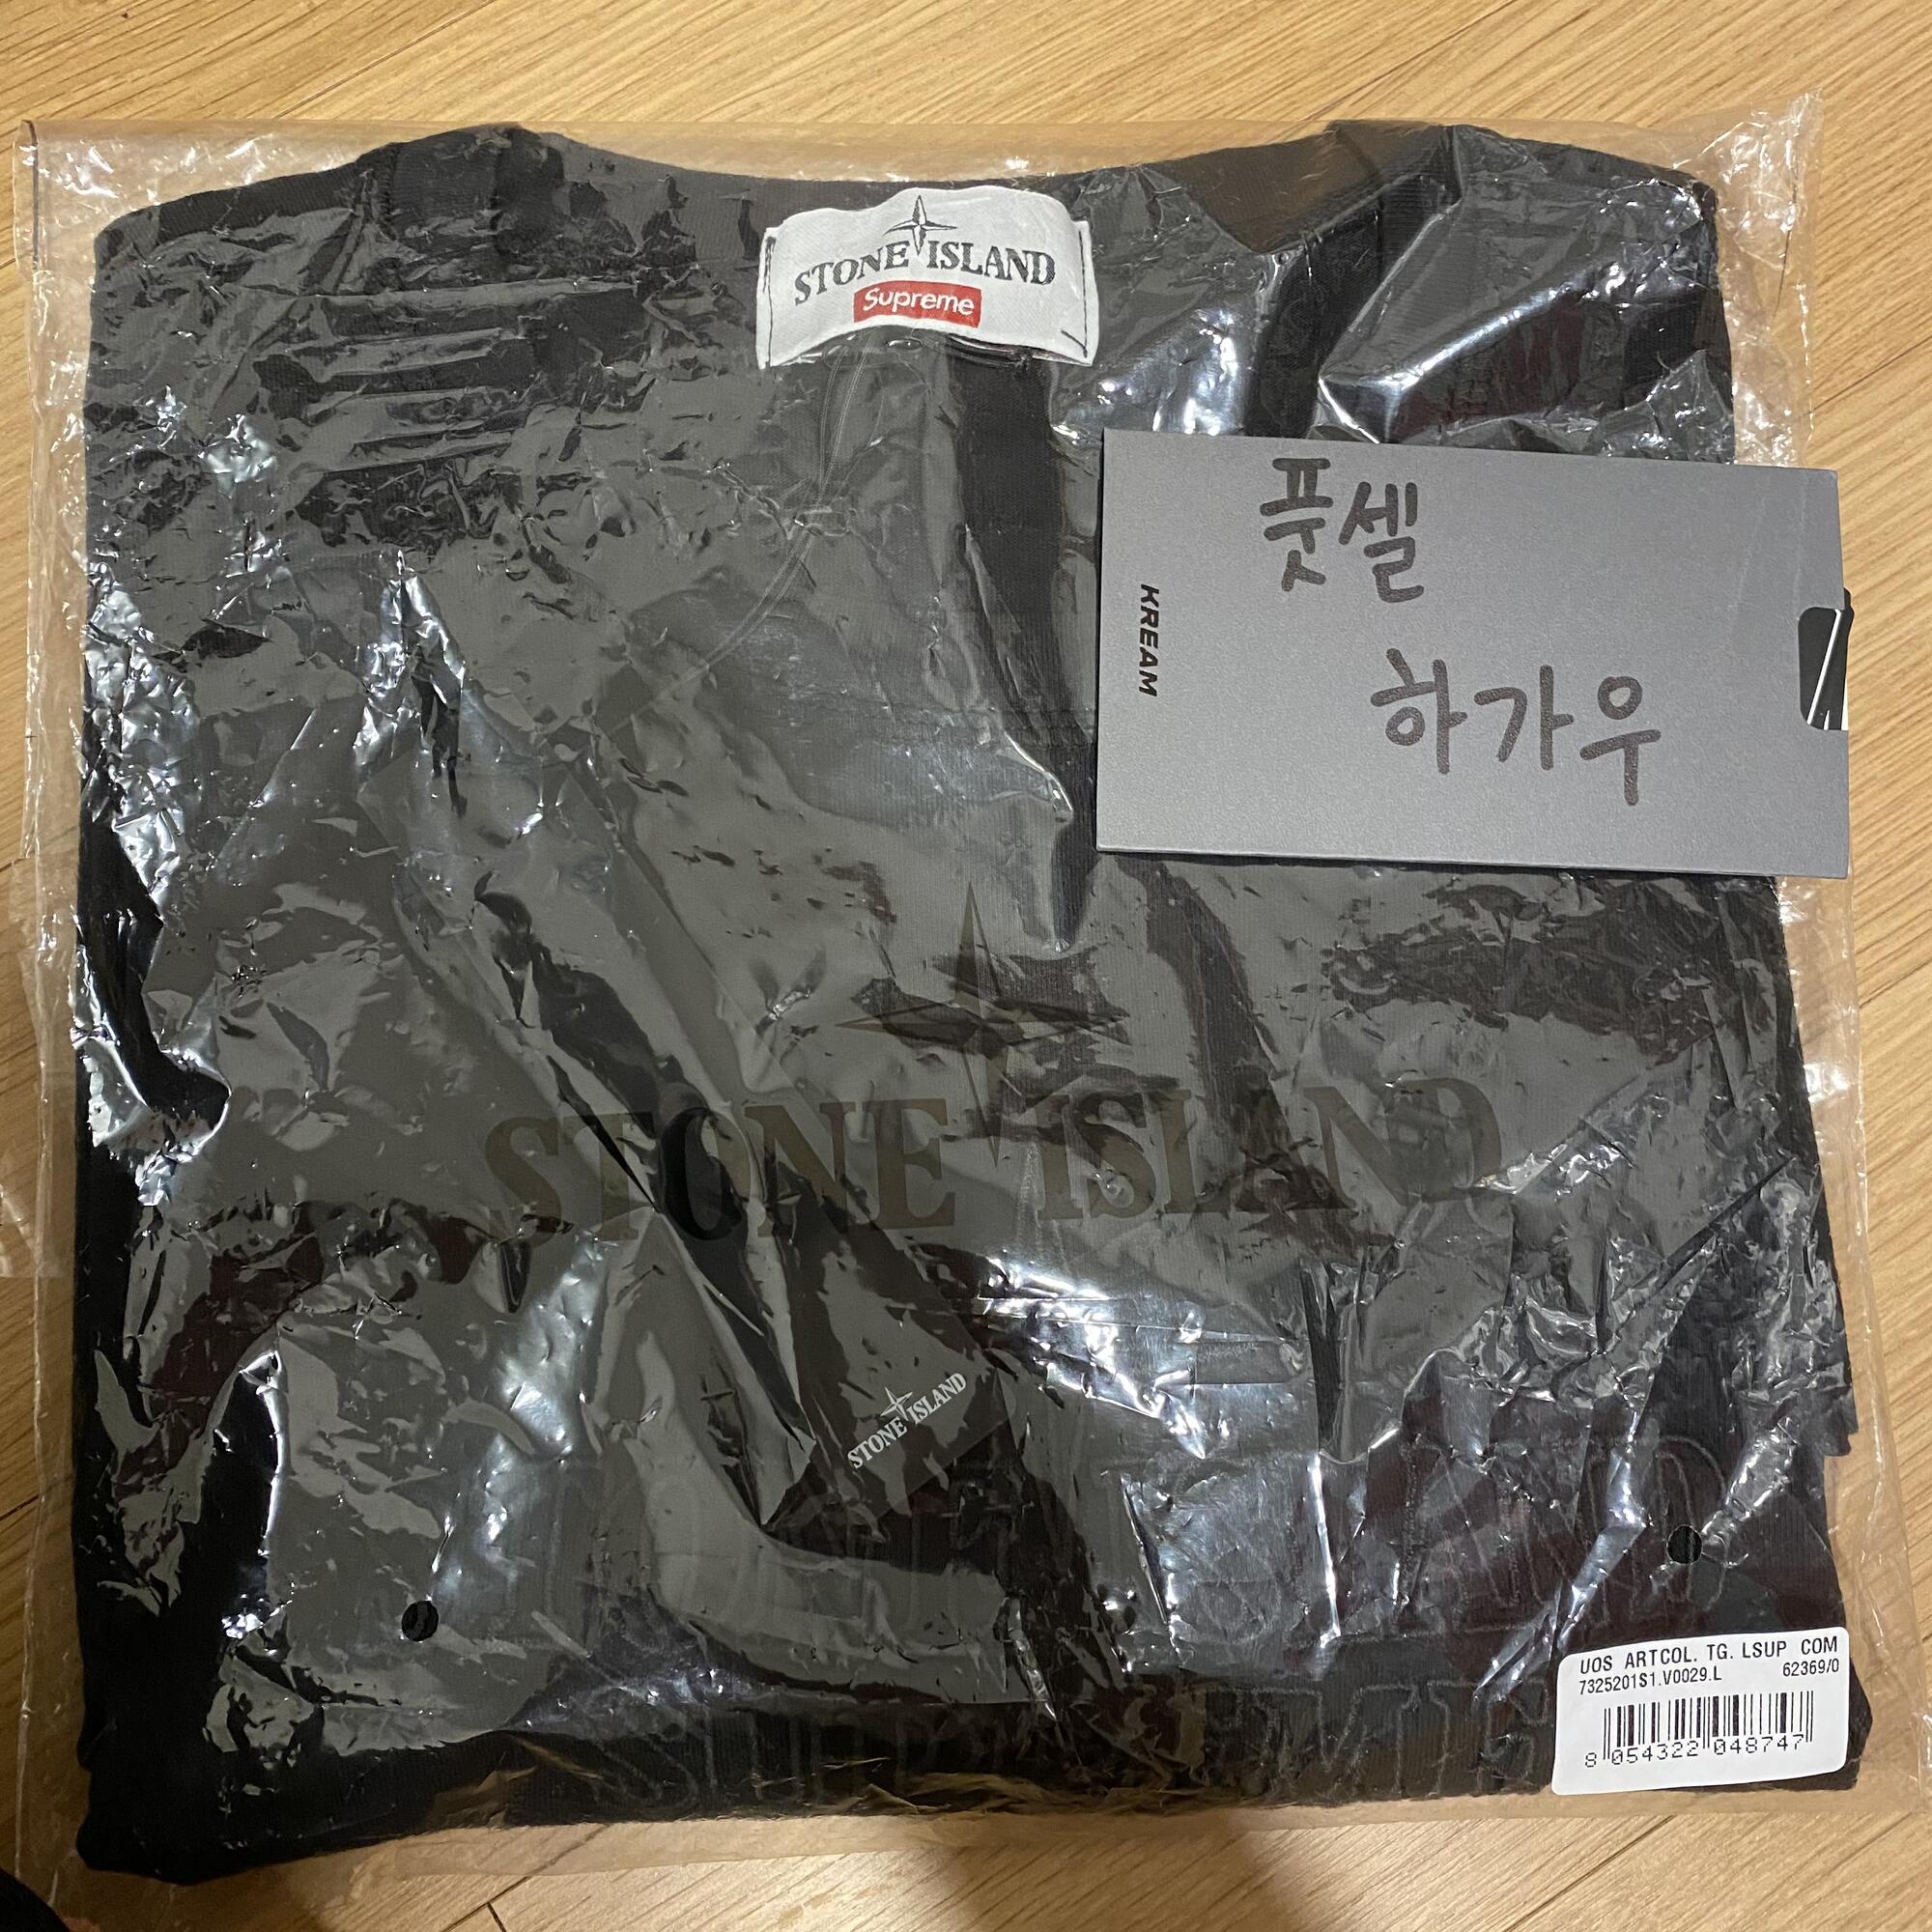 STONE ISLAND
Supreme
풋셀
하가우
KREAM
STONE ISLAND
STONE ISLAND
UOS ARTCOL. TG. LSUP COM
7325201S1.V0029.L 62369/0
8 054322 048747